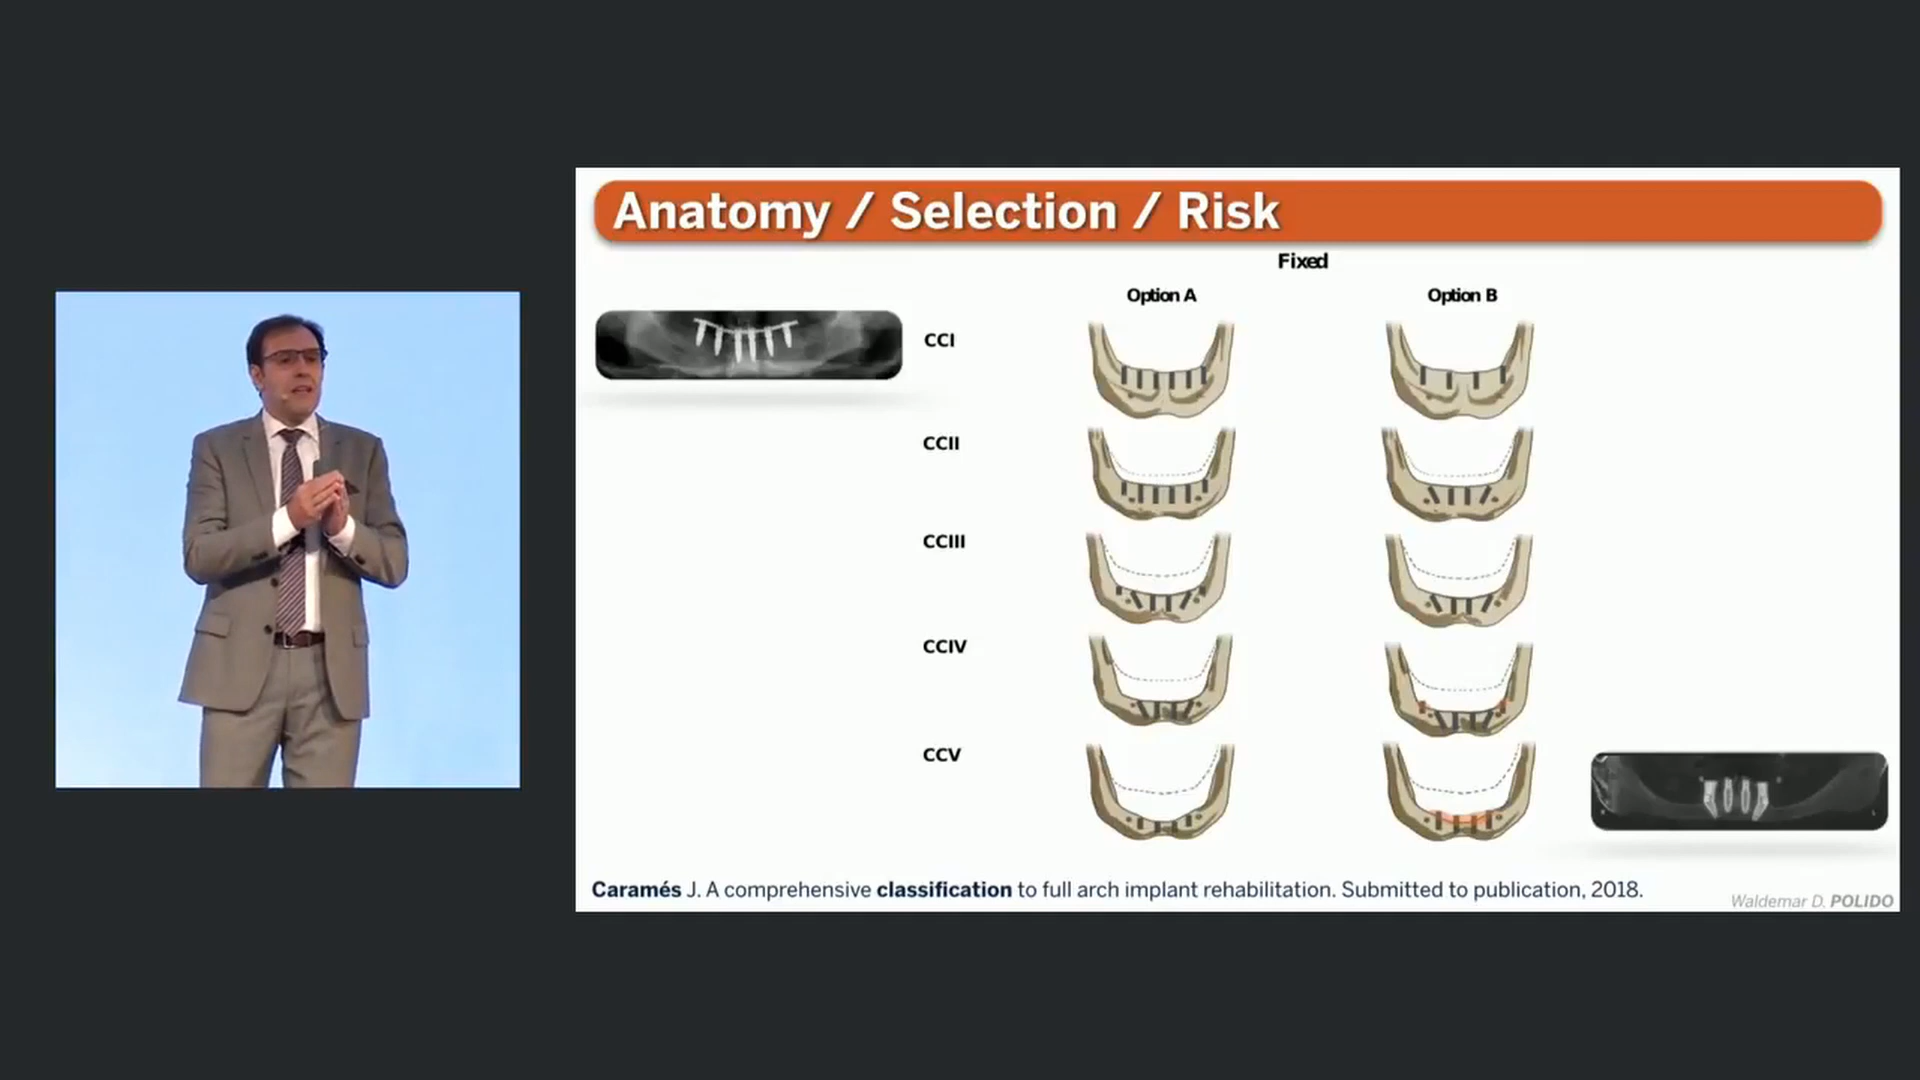 Anatomy / Selection / Risk
Fixed
Option A
Option B
CCI
CCII
CCIII
CCIV
CCV
Caramés J. A comprehensive classification to full arch implant rehabilitation. Submitted to publication, 2018.
Waldemar D. POLIDO